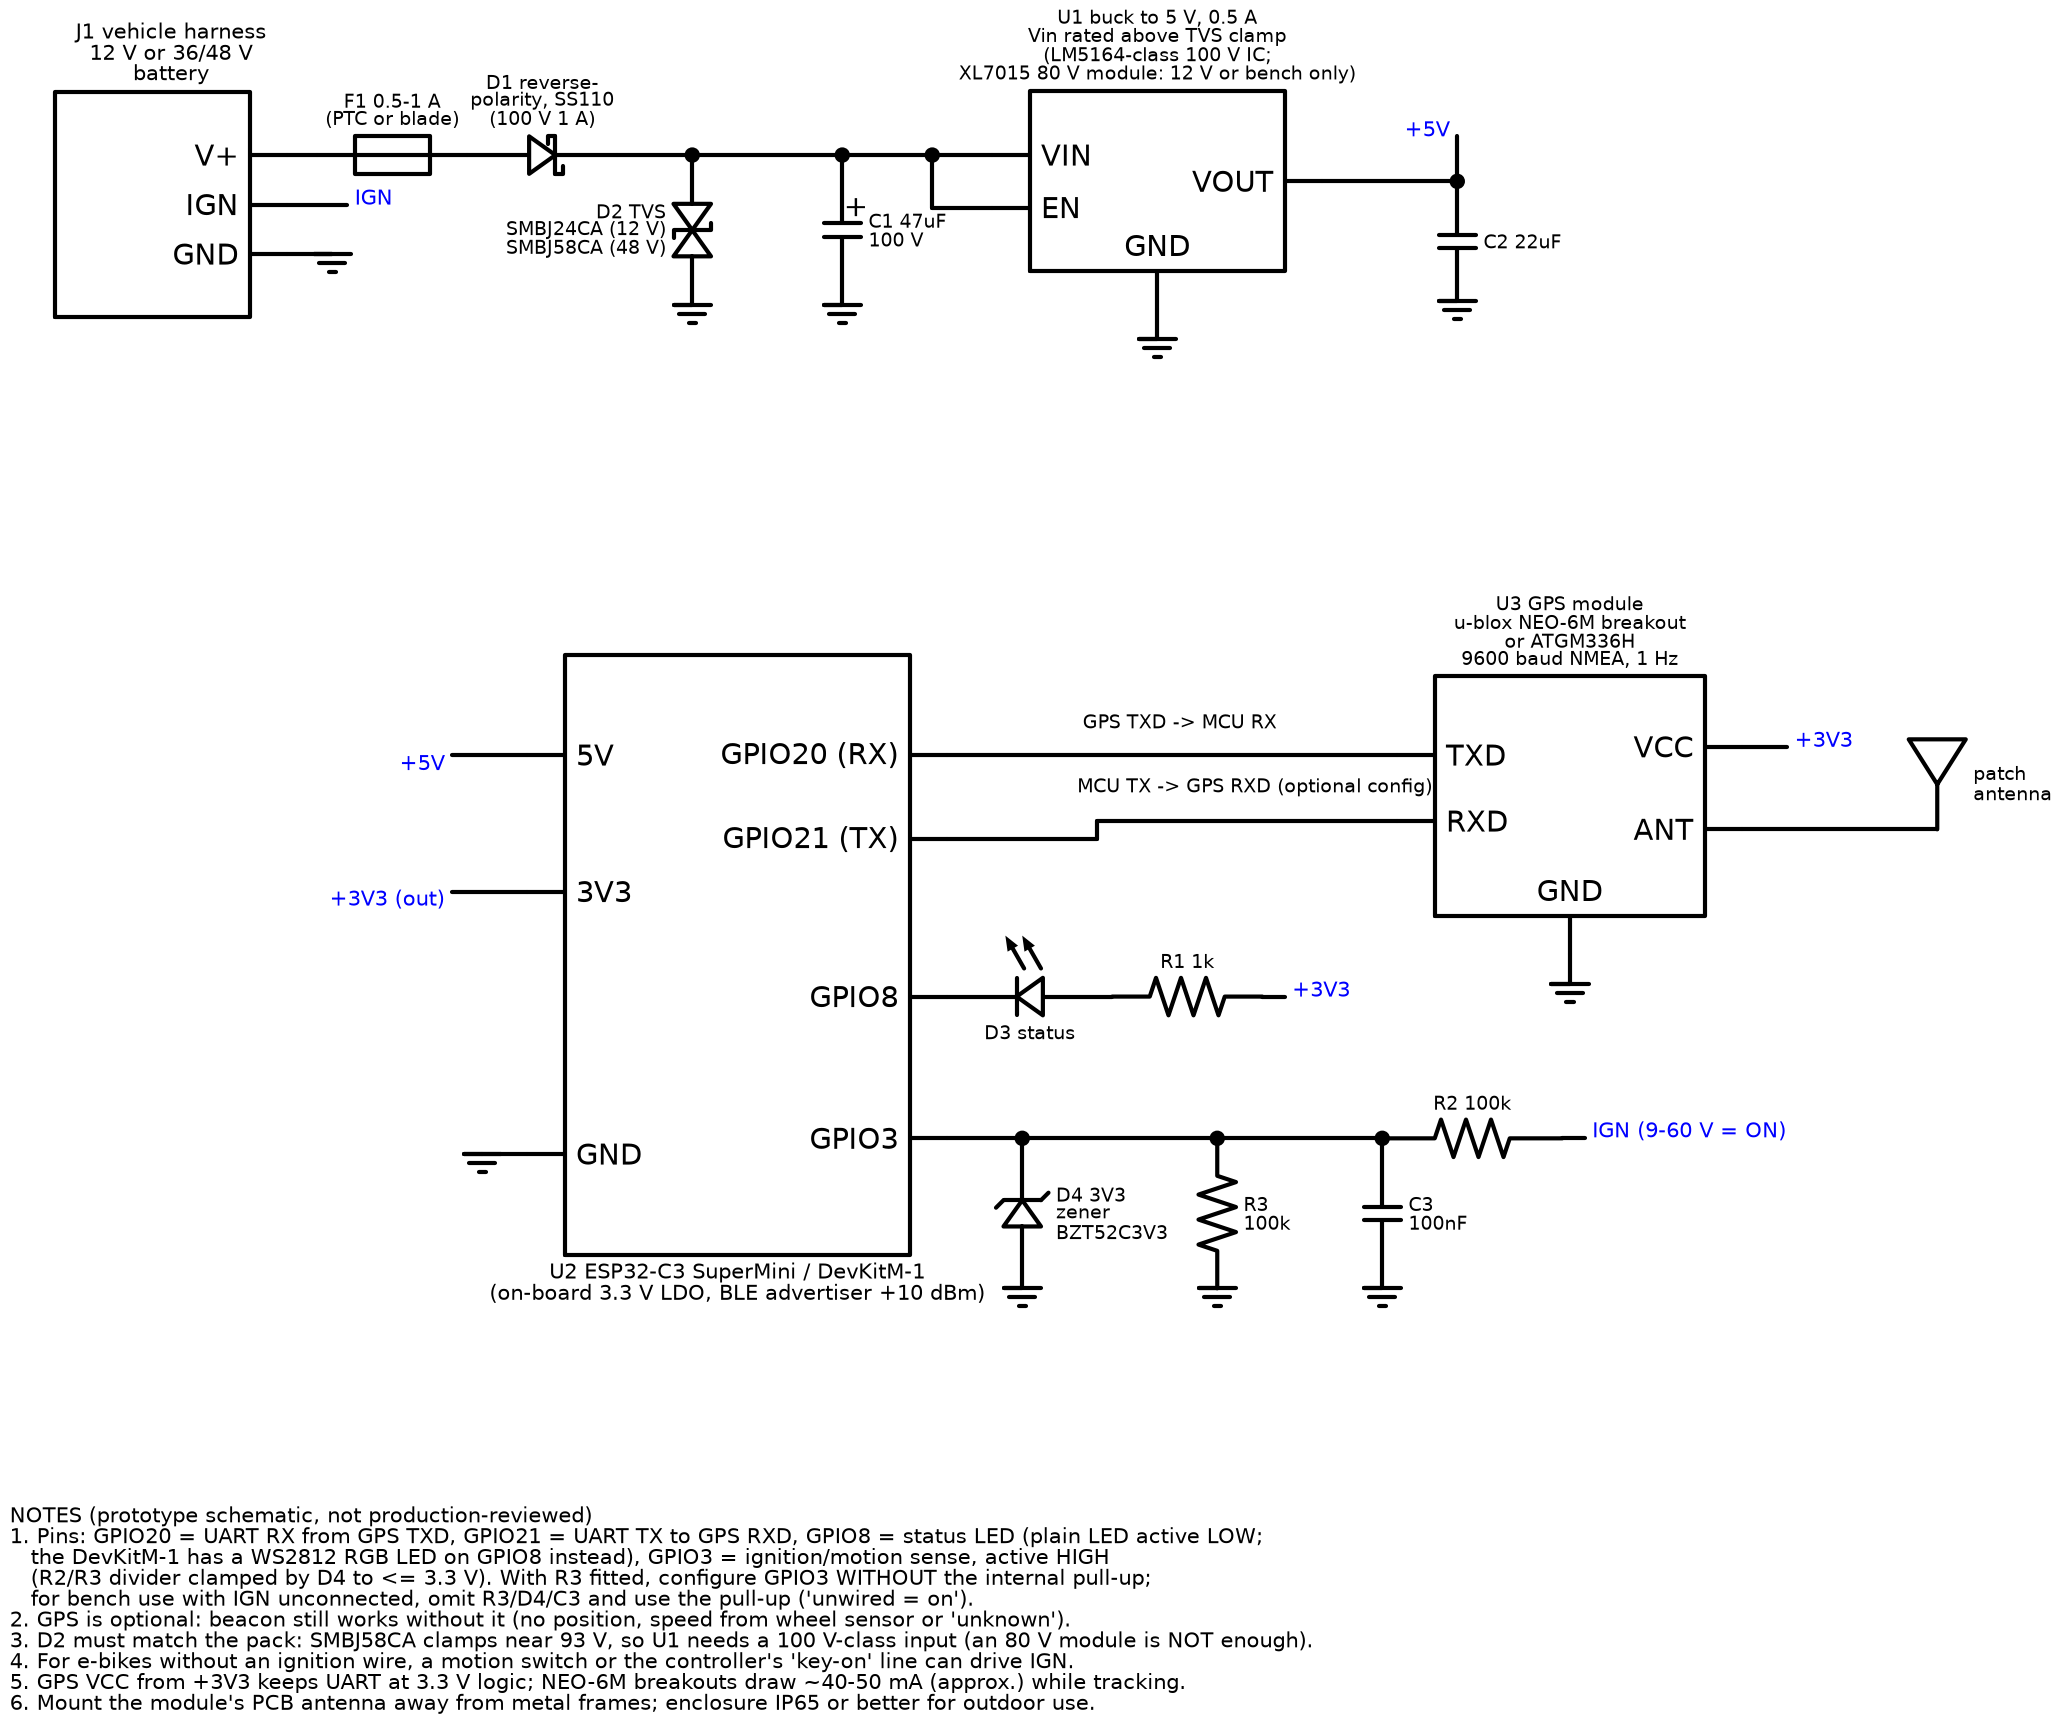 J1 vehicle harness
12 V or 36/48 V
battery
V+
IGN
GND
IGN
F1 0.5-1 A
(PTC or blade)
D1 reverse-
polarity, SS110
(100 V 1 A)
D2 TVS
SMBJ24CA (12 V)
SMBJ58CA (48 V)
+
C1 47uF
100 V
U1 buck to 5 V, 0.5 A
Vin rated above TVS clamp
(LM5164-class 100 V IC;
XL7015 80 V module: 12 V or bench only)
VIN
EN
VOUT
GND
+5V
C2 22uF
+5V
+3V3 (out)
5V
3V3
GND
GPIO20 (RX)
GPIO21 (TX)
GPIO8
GPIO3
U2 ESP32-C3 SuperMini / DevKitM-1
(on-board 3.3 V LDO, BLE advertiser +10 dBm)
GPS TXD -> MCU RX
MCU TX -> GPS RXD (optional config)
U3 GPS module
u-blox NEO-6M breakout
or ATGM336H
9600 baud NMEA, 1 Hz
TXD
RXD
VCC
ANT
GND
+3V3
patch
antenna
D3 status
R1 1k
+3V3
R2 100k
IGN (9-60 V = ON)
D4 3V3
zener
BZT52C3V3
R3
100k
C3
100nF
NOTES (prototype schematic, not production-reviewed)
1. Pins: GPIO20 = UART RX from GPS TXD, GPIO21 = UART TX to GPS RXD, GPIO8 = status LED (plain LED active LOW;
the DevKitM-1 has a WS2812 RGB LED on GPIO8 instead), GPIO3 = ignition/motion sense, active HIGH
(R2/R3 divider clamped by D4 to <= 3.3 V). With R3 fitted, configure GPIO3 WITHOUT the internal pull-up;
for bench use with IGN unconnected, omit R3/D4/C3 and use the pull-up ('unwired = on').
2. GPS is optional: beacon still works without it (no position, speed from wheel sensor or 'unknown').
3. D2 must match the pack: SMBJ58CA clamps near 93 V, so U1 needs a 100 V-class input (an 80 V module is NOT enough).
4. For e-bikes without an ignition wire, a motion switch or the controller's 'key-on' line can drive IGN.
5. GPS VCC from +3V3 keeps UART at 3.3 V logic; NEO-6M breakouts draw ~40-50 mA (approx.) while tracking.
6. Mount the module's PCB antenna away from metal frames; enclosure IP65 or better for outdoor use.